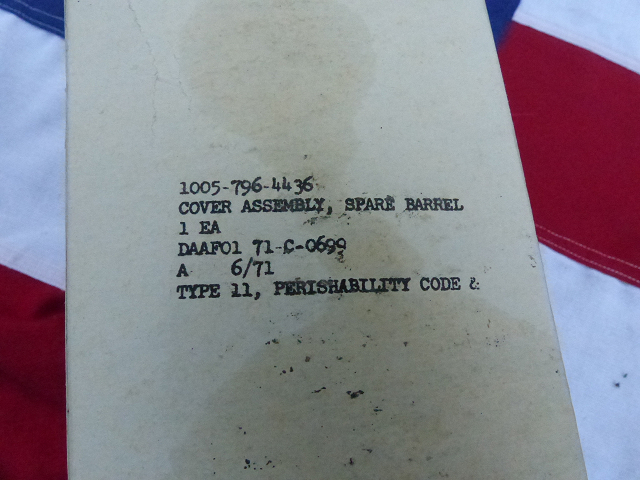 1005-796-4436
COVER ASSEMBLY, SPARE BARREL
1 EA
DAAF01 71-C-0699
A 6/71
TYPE 11, PERISHABILITY CODE &